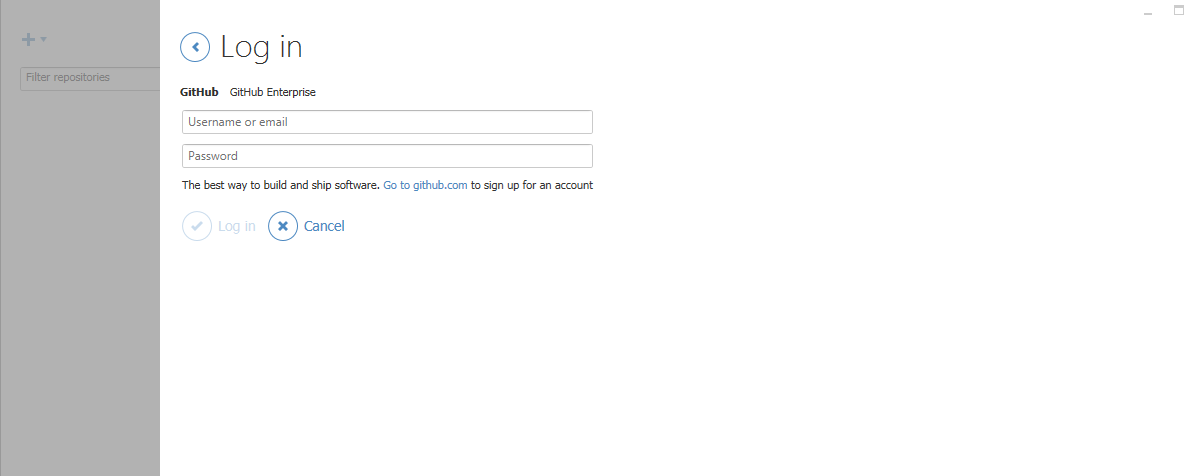 Log in
Filter repositories
GitHub GitHub Enterprise
Username or email
Password
The best way to build and ship software. Go to github.com to sign up for an account
Log in Cancel